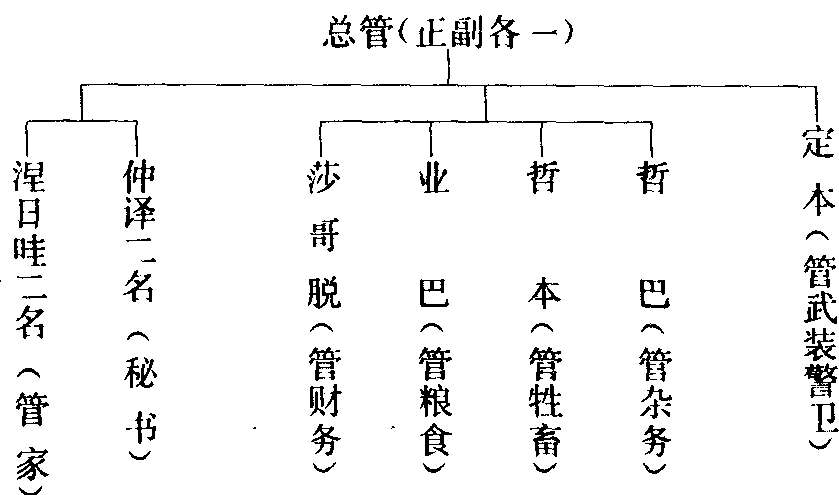 总管(正副各一)
涅日哇二名(管家)
仲译二名(秘书)
莎哥脱(管财务)
业巴(管粮食)
哲本(管牲畜)
哲巴(管杂务)
定本(管武装警卫)